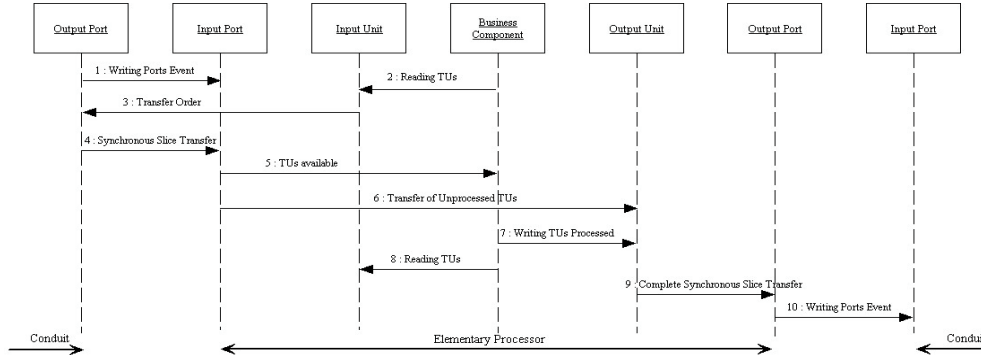 Output Port
Input Port
Input Unit
Business
Component
Output Unit
Output Port
Input Port
1 : Writing Ports Event
2 : Reading TUs
3 : Transfer Order
4 : Synchronous Slice Transfer
5 : TUs available
6 : Transfer of Unprocessed TUs
7 : Writing TUs Processed
8 : Reading TUs
9 : Complete Synchronous Slice Transfer
10 : Writing Ports Event
Conduit
Elementary Processor
Conduit